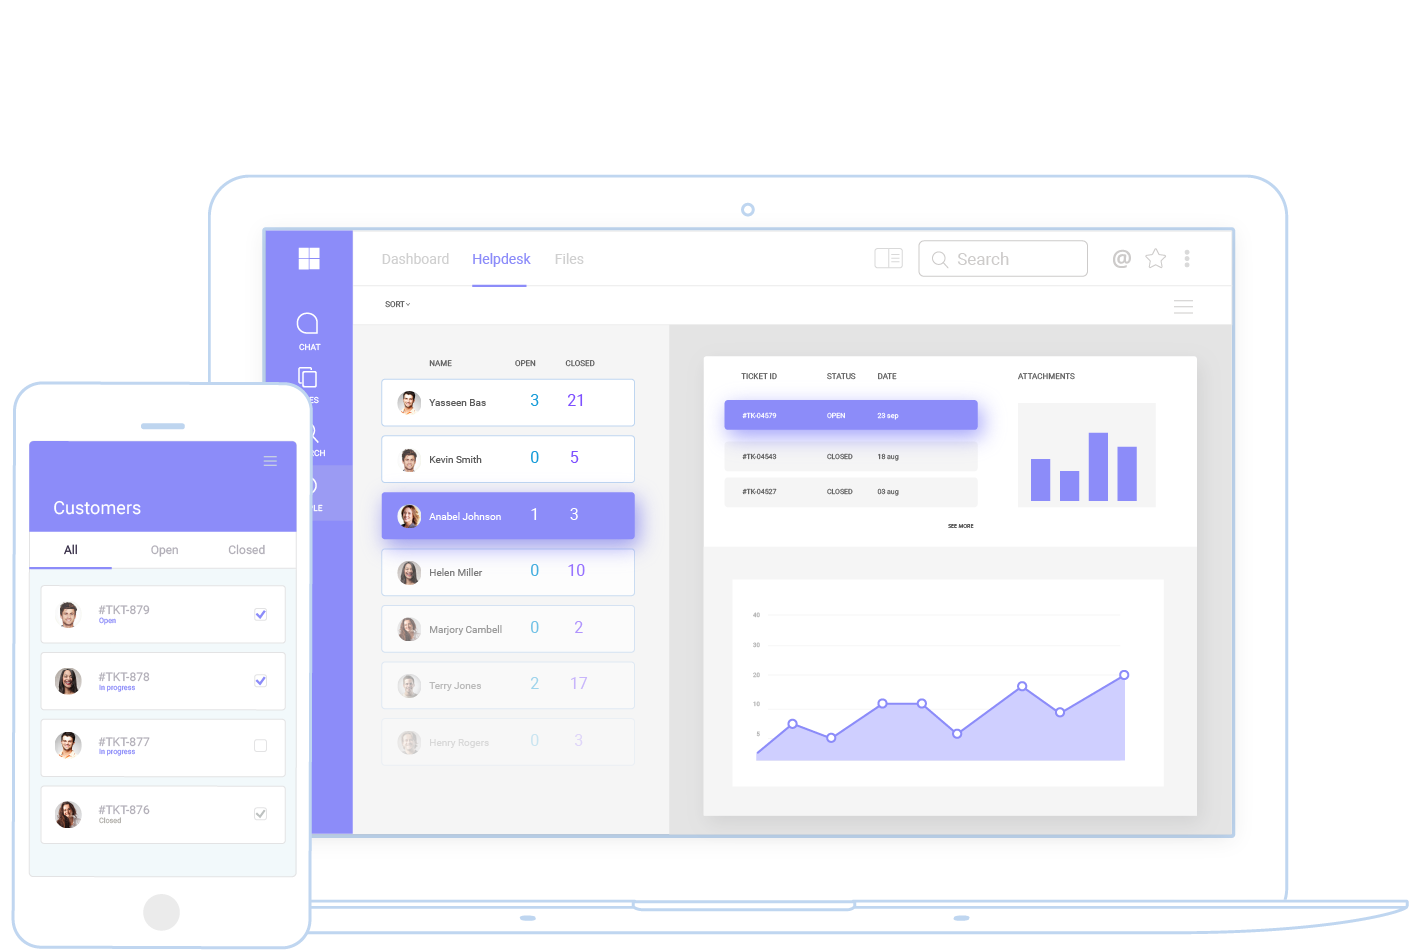 Dashboard Helpdesk Files Search @
SORT
CHAT
ES
RCH
PLE
NAME OPEN CLOSED
Yasseen Bas 3 21
Kevin Smith 0 5
Anabel Johnson 1 3
Helen Miller 0 10
Marjory Cambell 0 2
Terry Jones 2 17
Henry Rogers 0 3
TICKET ID STATUS DATE ATTACHMENTS
#TK-04579 OPEN 23 sep
#TK-04543 CLOSED 18 aug
#TK-04527 CLOSED 03 aug
SEE MORE
40
30
20
10
5
Customers
All Open Closed
#TKT-879
Open
#TKT-878
In progress
#TKT-877
In progress
#TKT-876
Closed